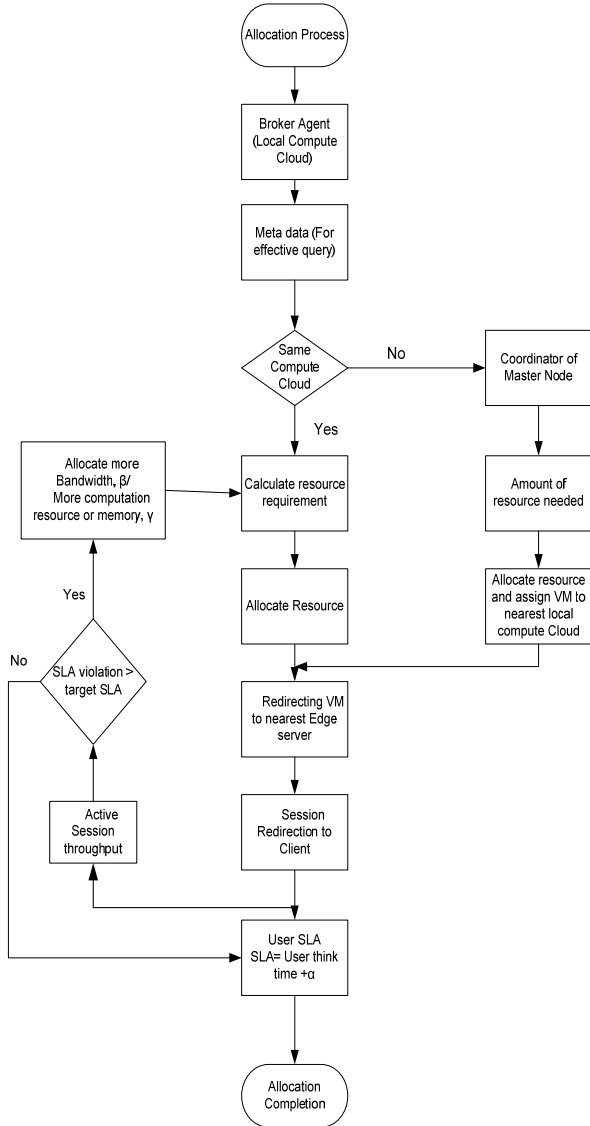 Allocation Process
Broker Agent
(Local Compute
Cloud)
Meta data (For
effective query)
Same
Compute
Cloud
No
Coordinator of
Master Node
Yes
Allocate more
Bandwidth, β/
More computation
resource or memory, γ
Calculate resource
requirement
Amount of
resource needed
Yes
Allocate Resource
Allocate resource
and assign VM to
nearest local
compute Cloud
No
SLA violation >
target SLA
Redirecting VM
to nearest Edge
server
Active
Session
throughput
Session
Redirection to
Client
User SLA
SLA= User think
time +α
Allocation
Completion